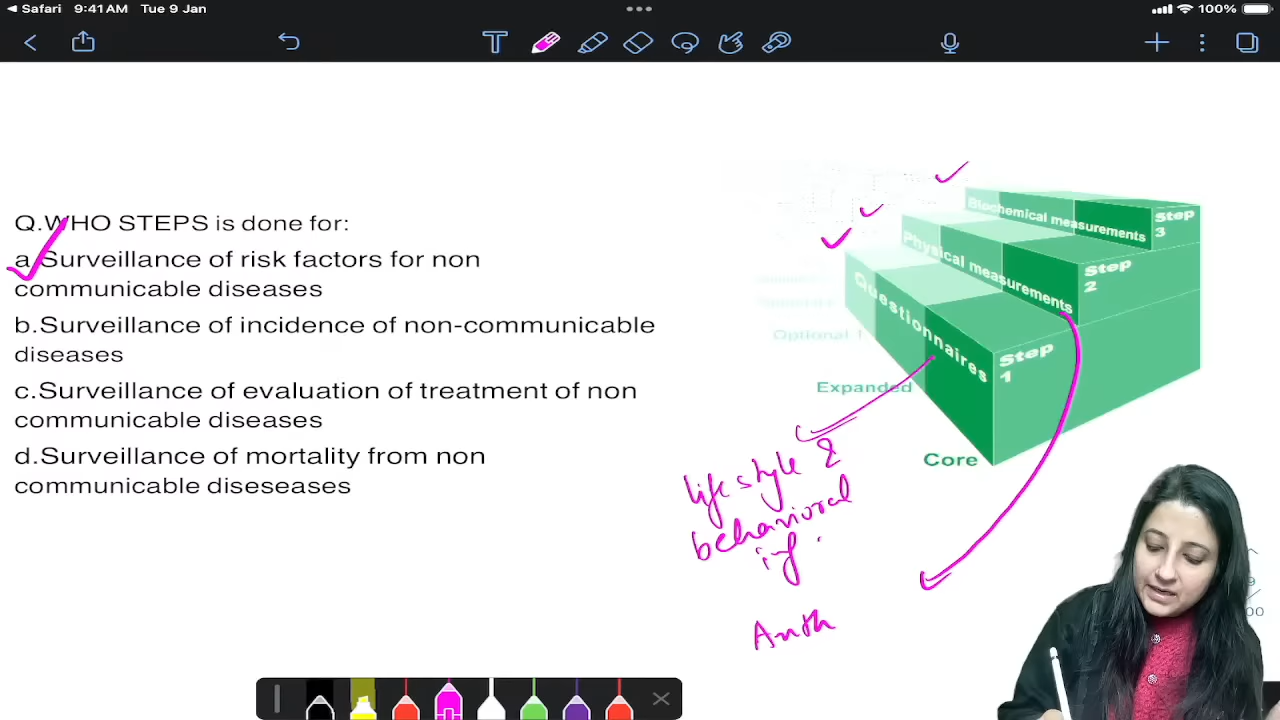 Safari 9:41 AM Tue 9 Jan
100%
Q.WHO STEPS is done for:
a.Surveillance of risk factors for non
communicable diseases
b.Surveillance of incidence of non-communicable
diseases
c.Surveillance of evaluation of treatment of non
communicable diseases
d.Surveillance of mortality from non
communicable diseseases
Biochemical measurements
Step
3
Physical measurements
Step
2
Questionnaires
Step
1
Optional 1
Expanded
Core
life style &
behavioral
inf.
Anth